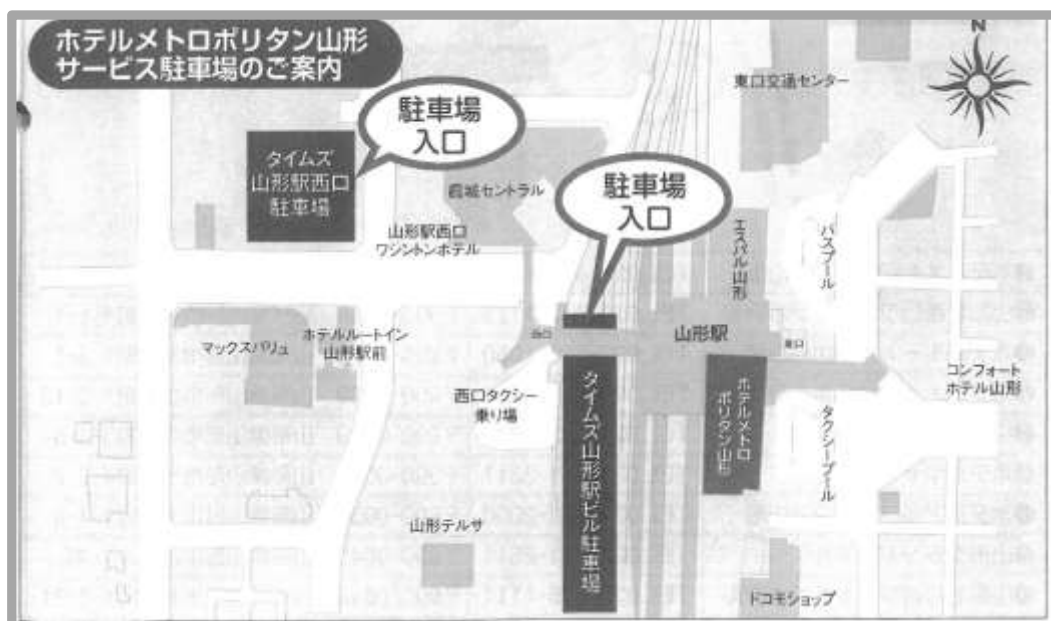 ホテルメトロポリタン山形
サービス駐車場のご案内
N
東口交通センター
駐車場
入口
タイムズ
山形駅西口
駐車場
霞城セントラル
駐車場
入口
山形駅西口
ワシントンホテル
エスパル山形
バスプール
マックスバリュ
ホテルルートイン
山形駅前
西口
山形駅
東口
コンフォート
ホテル山形
西口タクシー
乗り場
タイムズ山形駅ビル駐車場
ホテルメトロ
ポリタン山形
タクシープール
山形テルサ
ドコモショップ